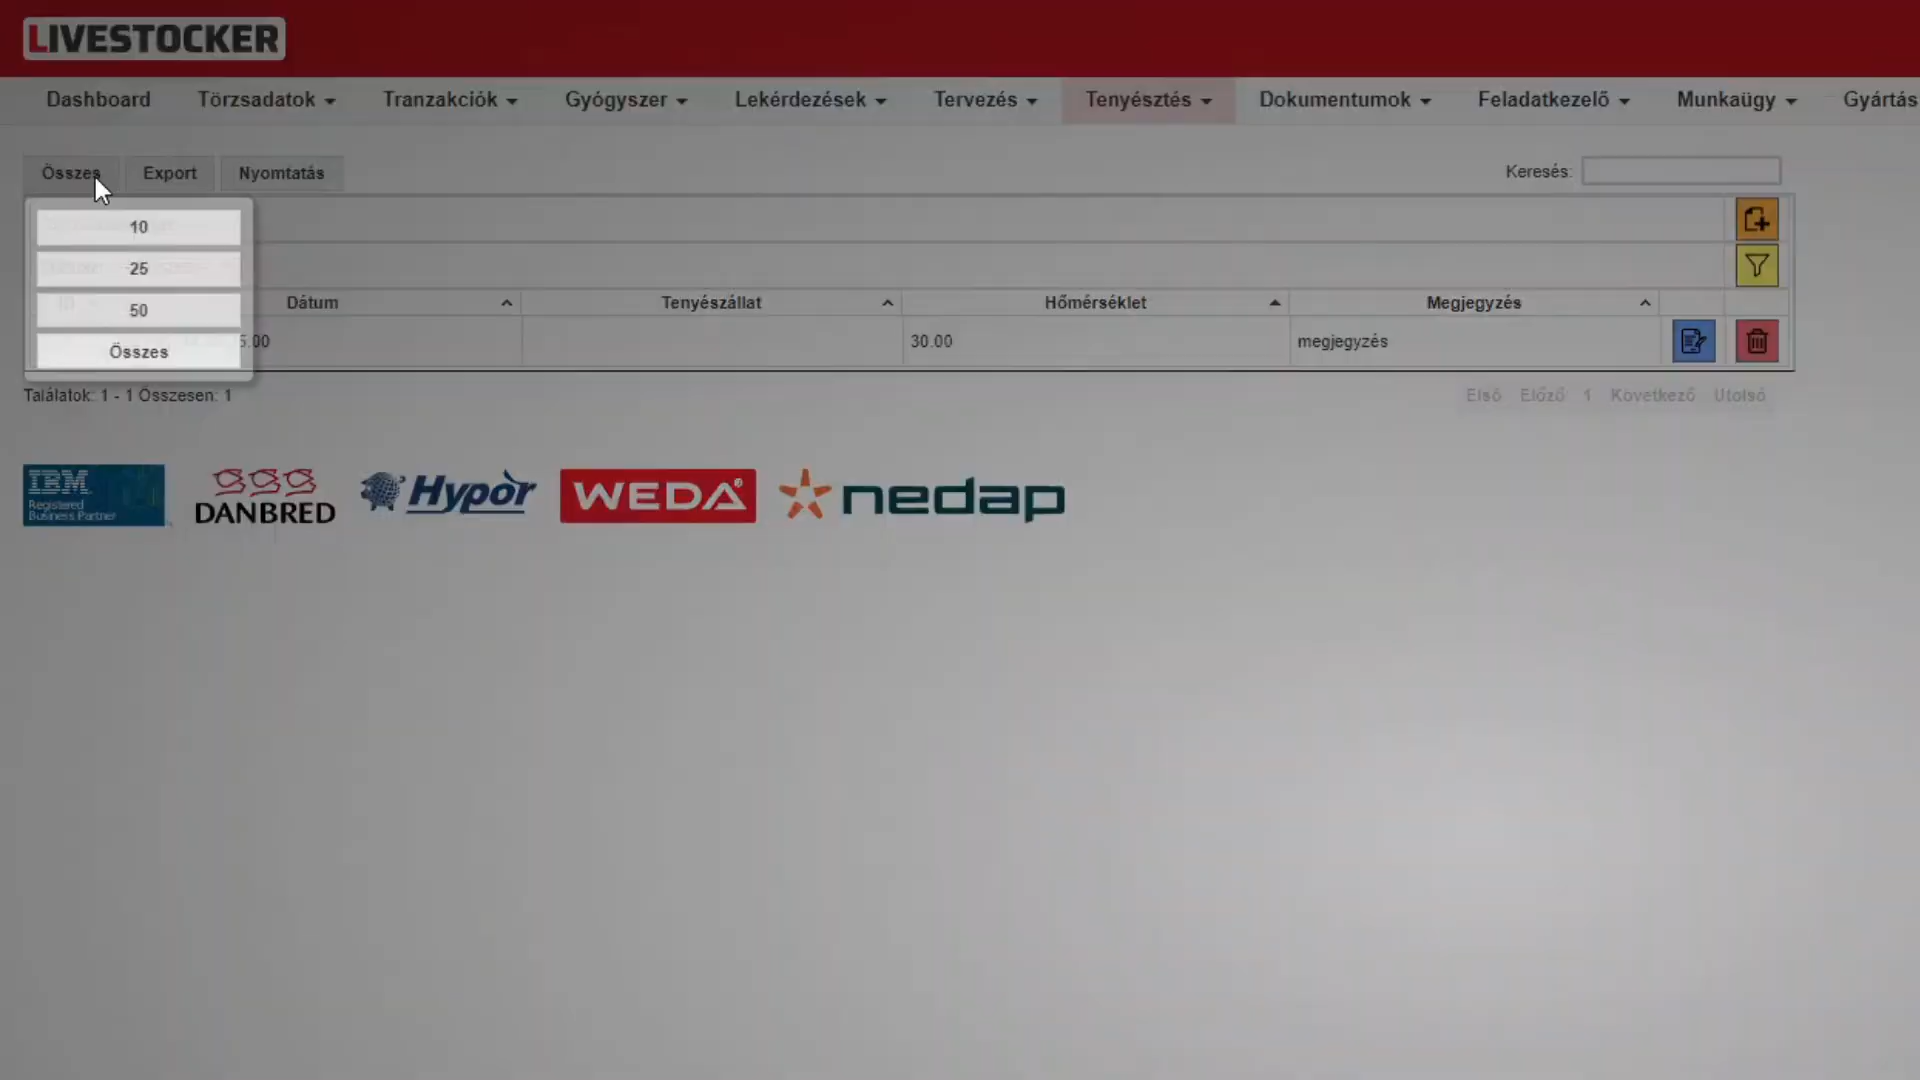 LIVESTOCKER
Dashboard Törzsadatok Tranzakciók Gyógyszer Lekérdezések Tervezés Tenyésztés Dokumentumok Feladatkezelő Munkaügy Gyártás
Összes Export Nyomtatás Keresés:
10
25
50
Összes
Dátum Tenyészállat Hőmérséklet Megjegyzés
5.00 30.00 megjegyzés
Találatok: 1 - 1 Összesen: 1 Első Előző 1 Következő Utolsó
IBM
Registered
Business Partner
DANBRED
Hypor
WEDA
nedap